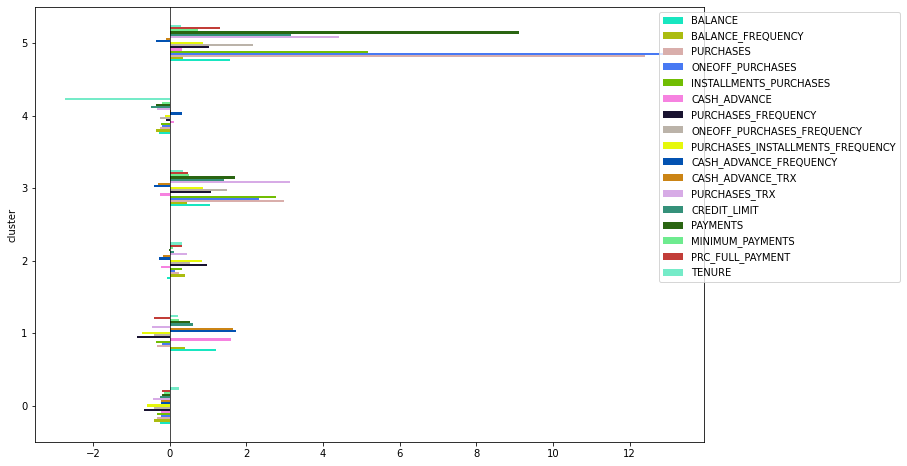 BALANCE
BALANCE_FREQUENCY
PURCHASES
ONEOFF_PURCHASES
INSTALLMENTS_PURCHASES
CASH_ADVANCE
PURCHASES_FREQUENCY
ONEOFF_PURCHASES_FREQUENCY
PURCHASES_INSTALLMENTS_FREQUENCY
CASH_ADVANCE_FREQUENCY
CASH_ADVANCE_TRX
PURCHASES_TRX
CREDIT_LIMIT
PAYMENTS
MINIMUM_PAYMENTS
PRC_FULL_PAYMENT
TENURE
cluster
5
4
3
2
1
0
−2 0 2 4 6 8 10 12